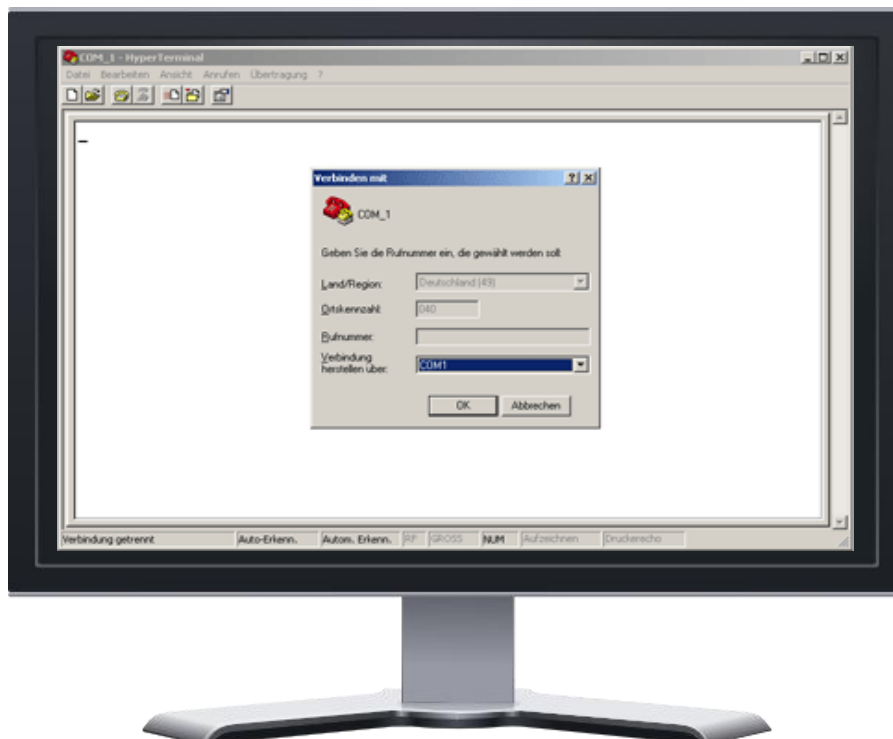 COM_1 - HyperTerminal
Datei Bearbeiten Ansicht Anrufen Übertragung ?
Verbinden mit
COM_1
Geben Sie die Rufnummer ein, die gewählt werden soll:
Land/Region:
Deutschland (49)
Ortskennzahl:
040
Rufnummer:
Verbindung
herstellen über:
COM1
OK Abbrechen
Verbindung getrennt Auto-Erkenn. Autom. Erkenn. RF GROSS NUM Aufzeichnen Druckerecho